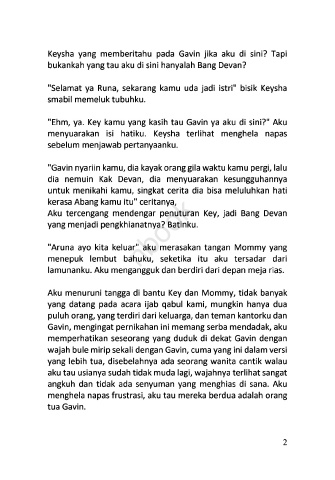 Keysha yang memberitahu pada Gavin jika aku di sini? Tapi
bukankah yang tau aku di sini hanyalah Bang Devan?
"Selamat ya Runa, sekarang kamu uda jadi istri" bisik Keysha
smabil memeluk tubuhku.
"Ehm, ya. Key kamu yang kasih tau Gavin ya aku di sini?" Aku
menyuarakan isi hatiku. Keysha terlihat menghela napas
sebelum menjawab pertanyaanku.
"Gavin nyariin kamu, dia kayak orang gila waktu kamu pergi, lalu
dia nemuin Kak Devan, dia menyuarakan kesungguhannya
untuk menikahi kamu, singkat cerita dia bisa meluluhkan hati
kerasa Abang kamu itu" ceritanya,
Aku tercengang mendengar penuturan Key, jadi Bang Devan
yang menjadi pengkhianatnya? Batinku.
"Aruna ayo kita keluar" aku merasakan tangan Mommy yang
menepuk lembut bahuku, seketika itu aku tersadar dari
lamunanku. Aku mengangguk dan berdiri dari depan meja rias.
Aku menuruni tangga di bantu Key dan Mommy, tidak banyak
yang datang pada acara ijab qabul kami, mungkin hanya dua
puluh orang, yang terdiri dari keluarga, dan teman kantorku dan
Gavin, mengingat pernikahan ini memang serba mendadak, aku
memperhatikan seseorang yang duduk di dekat Gavin dengan
wajah bule mirip sekali dengan Gavin, cuma yang ini dalam versi
yang lebih tua, disebelahnya ada seorang wanita cantik walau
aku tau usianya sudah tidak muda lagi, wajahnya terlihat sangat
angkuh dan tidak ada senyuman yang menghias di sana. Aku
menghela napas frustrasi, aku tau mereka berdua adalah orang
tua Gavin.
2